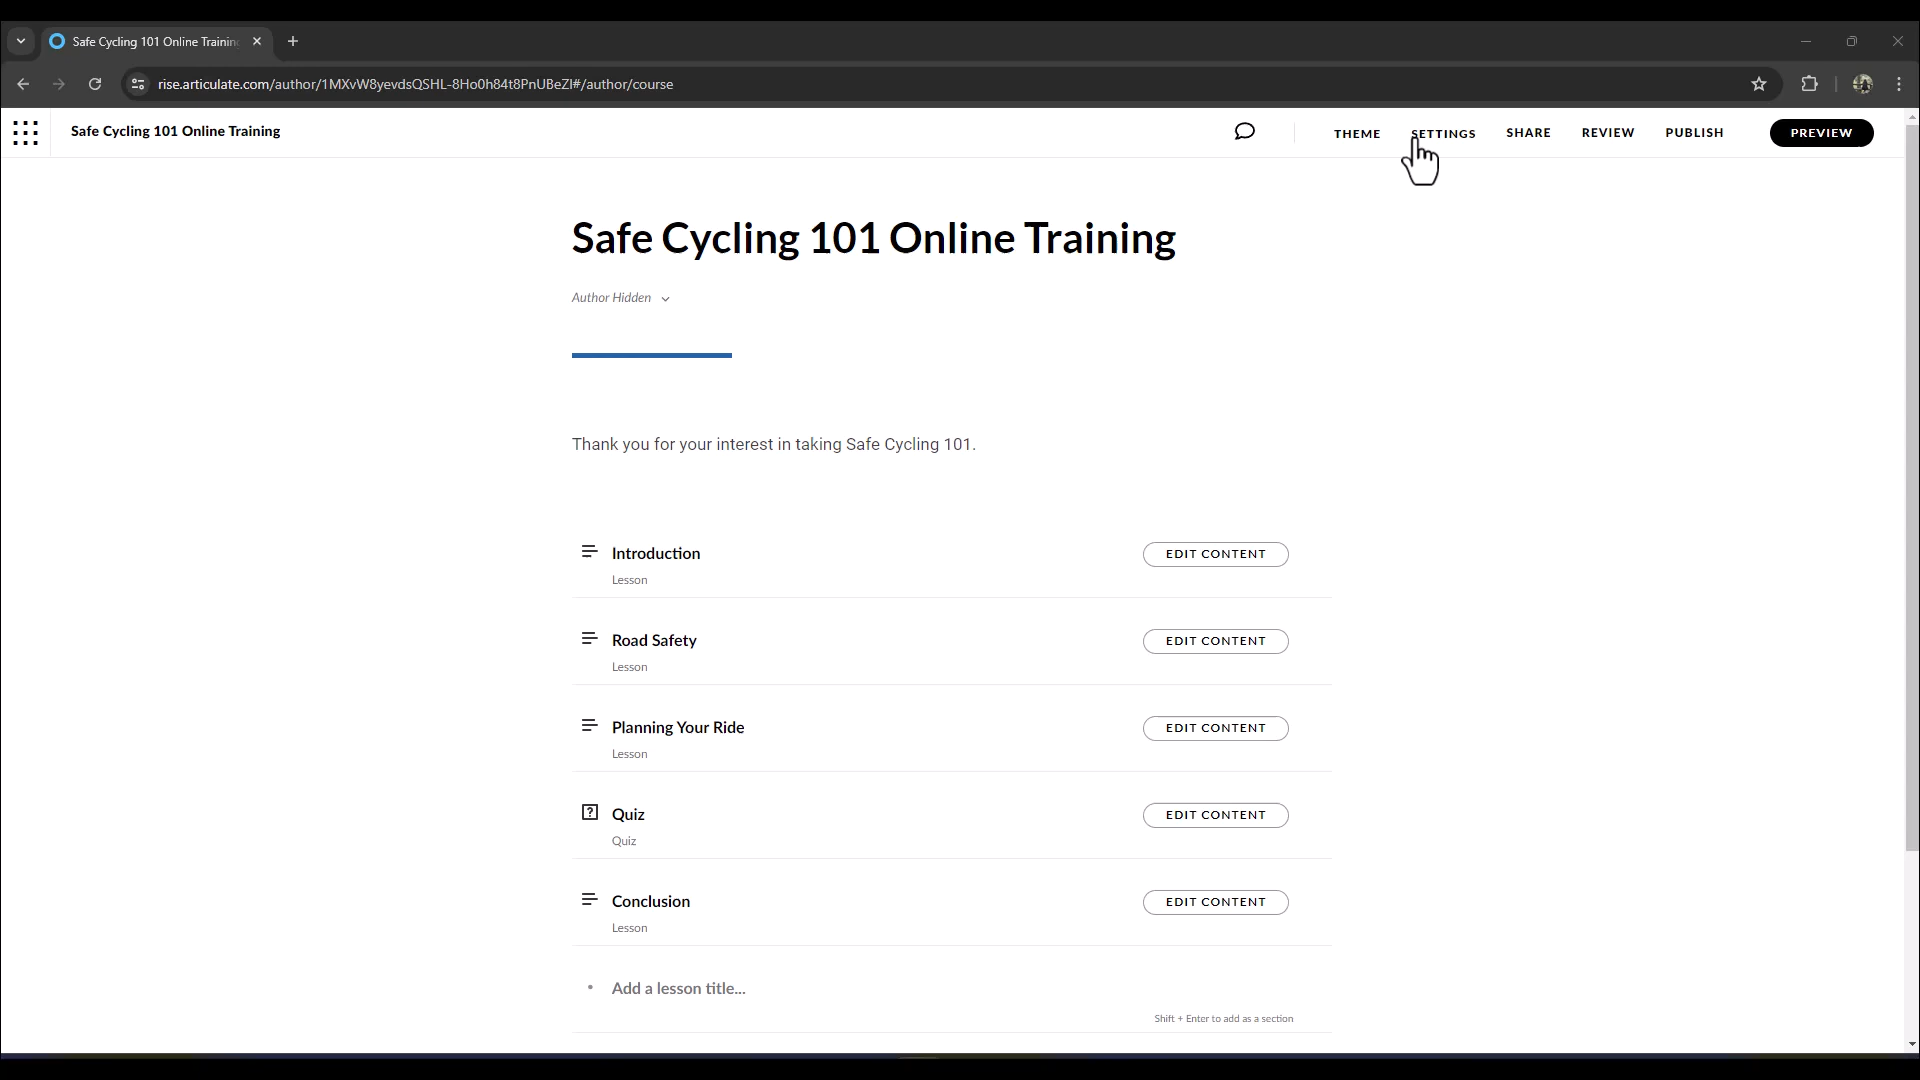 Safe Cycling 101 Online Training
rise.articulate.com/author/1MXvW8yevdsQSHL-8Ho0h84t8PnUBeZI#/author/course
Safe Cycling 101 Online Training
THEME
SETTINGS
SHARE
REVIEW
PUBLISH
PREVIEW
Safe Cycling 101 Online Training
Author Hidden
Thank you for your interest in taking Safe Cycling 101.
Introduction
EDIT CONTENT
Lesson
Road Safety
EDIT CONTENT
Lesson
Planning Your Ride
EDIT CONTENT
Lesson
Quiz
EDIT CONTENT
Quiz
Conclusion
EDIT CONTENT
Lesson
Add a lesson title...
Shift + Enter to add as a section